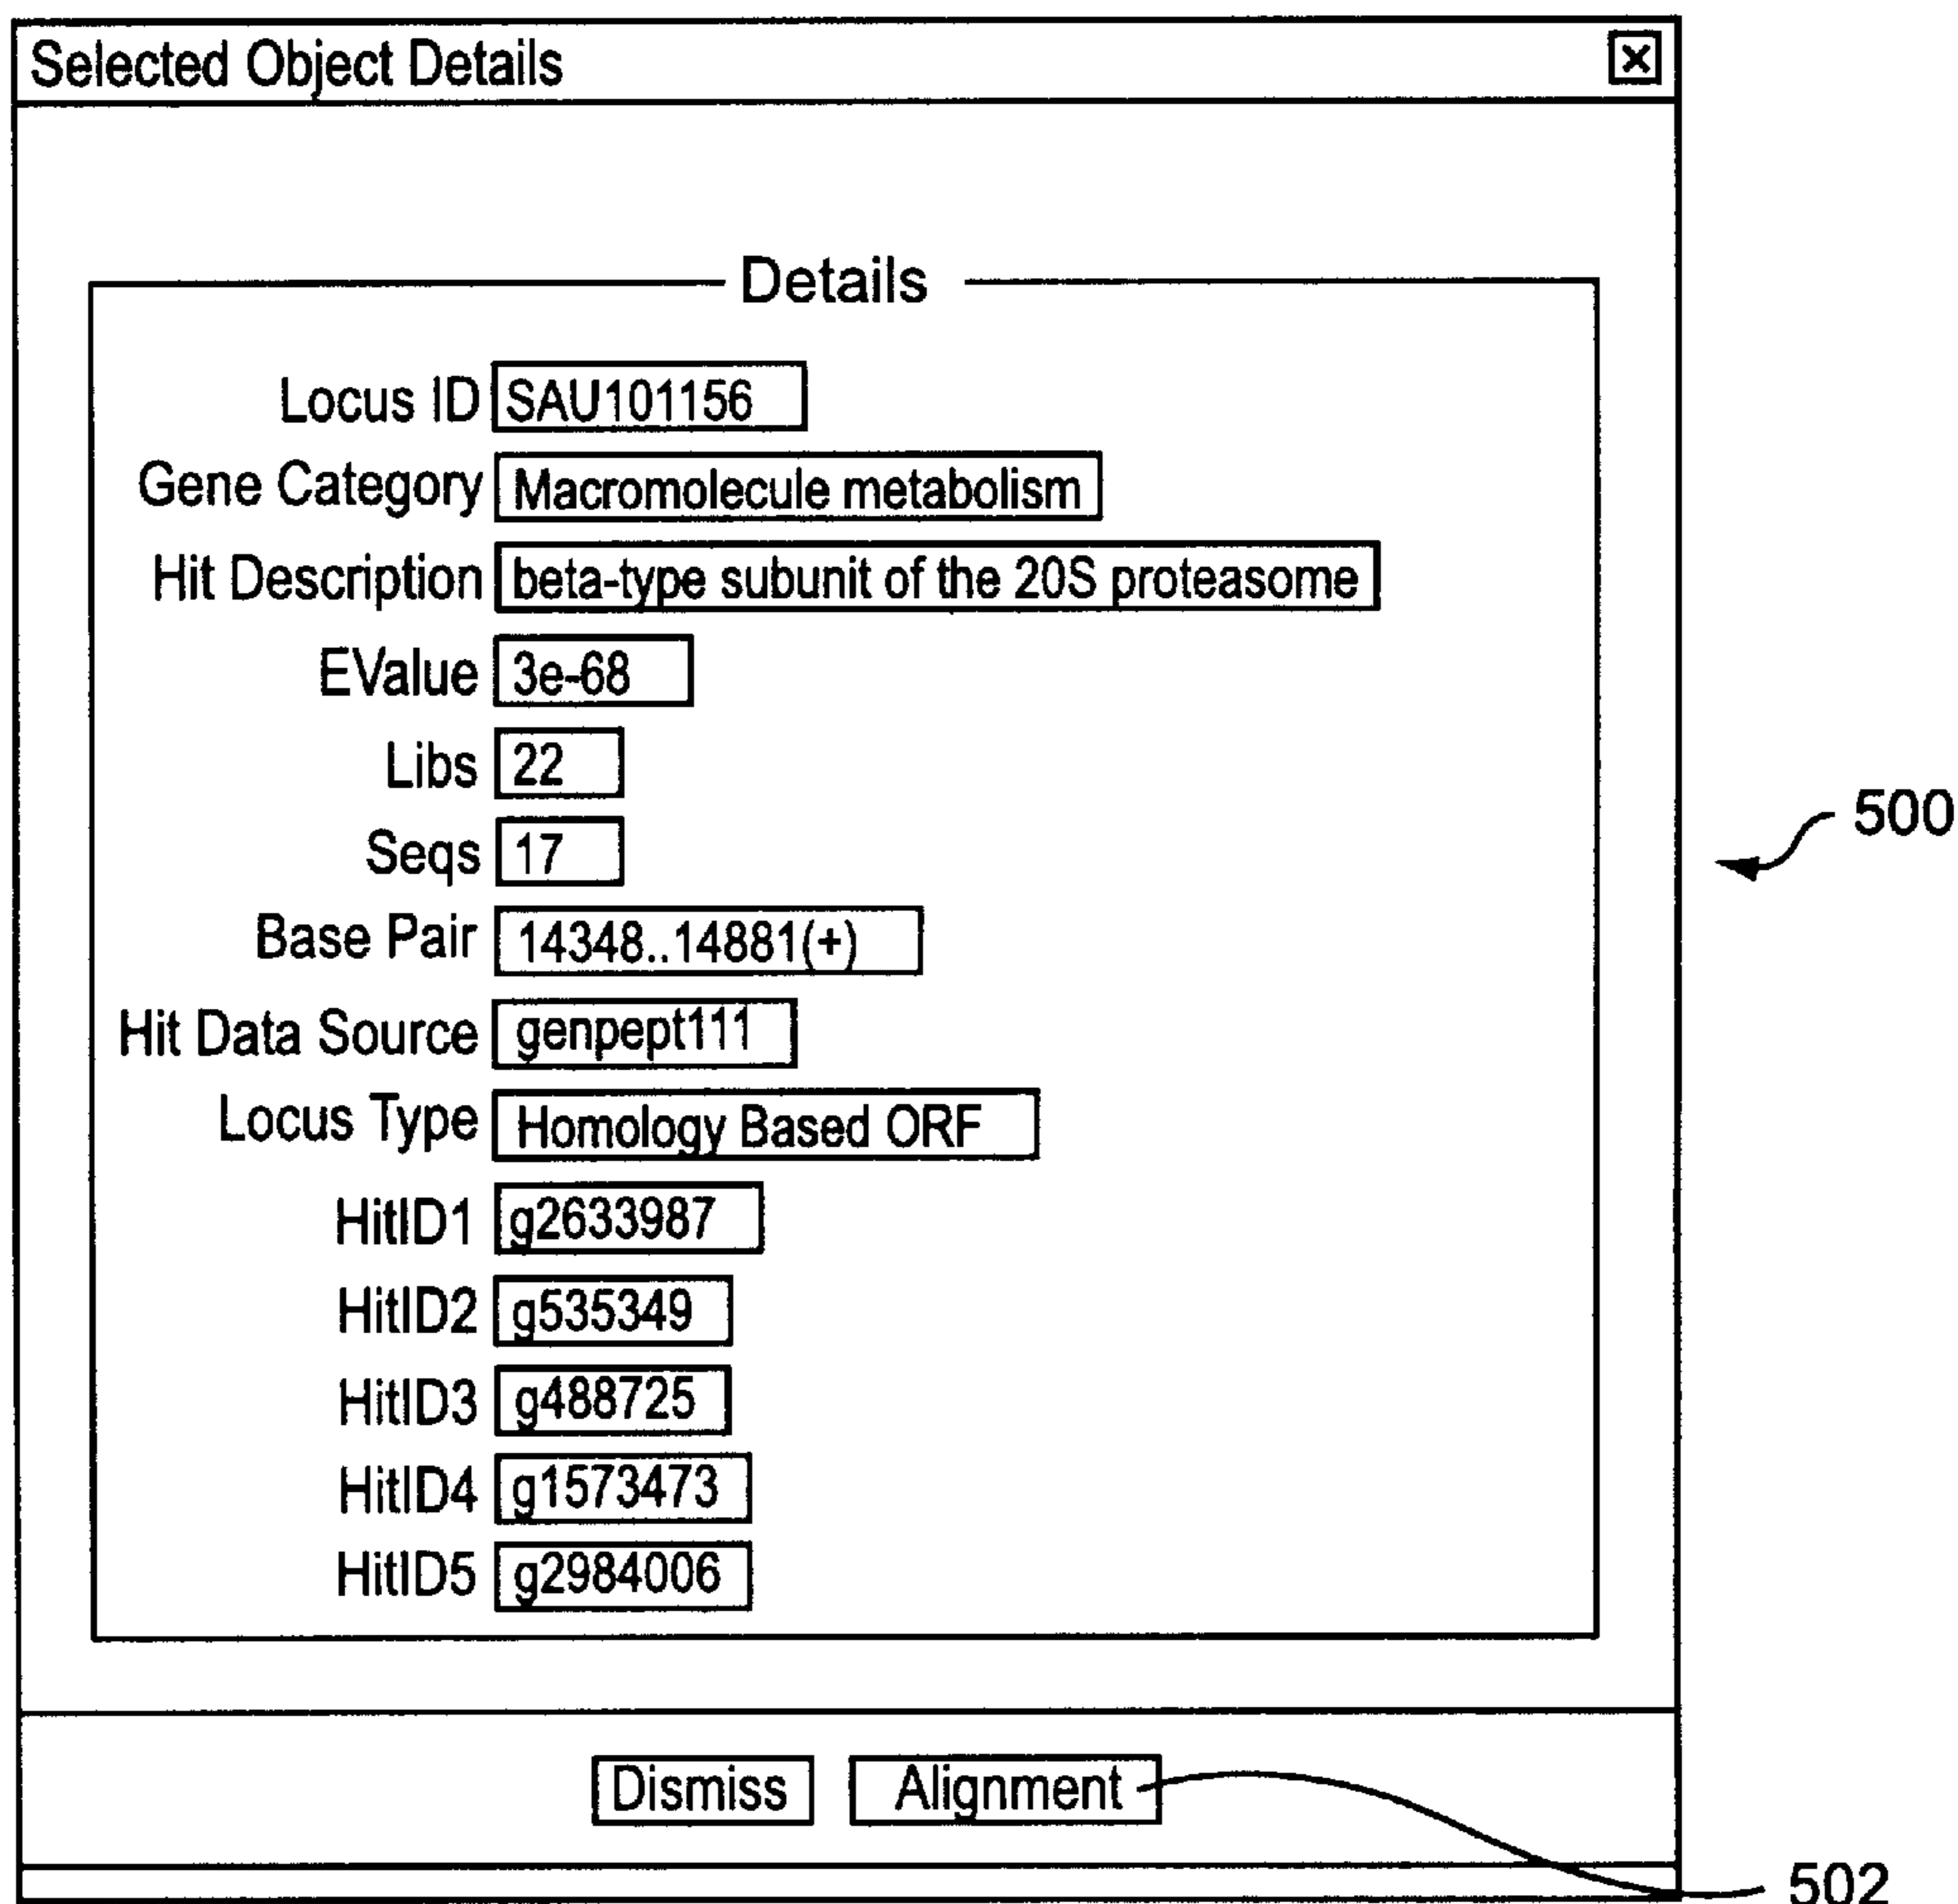 Selected Object Details
Details
Locus ID SAU101156
Gene Category Macromolecule metabolism
Hit Description beta-type subunit of the 20S proteasome
EValue 3e-68
Libs 22
Seqs 17
500
Base Pair 14348..14881(+)
Hit Data Source genpept111
Locus Type Homology Based ORF
HitID1 g2633987
HitID2 g535349
HitID3 g488725
HitID4 g1573473
HitID5 g2984006
Dismiss Alignment
502